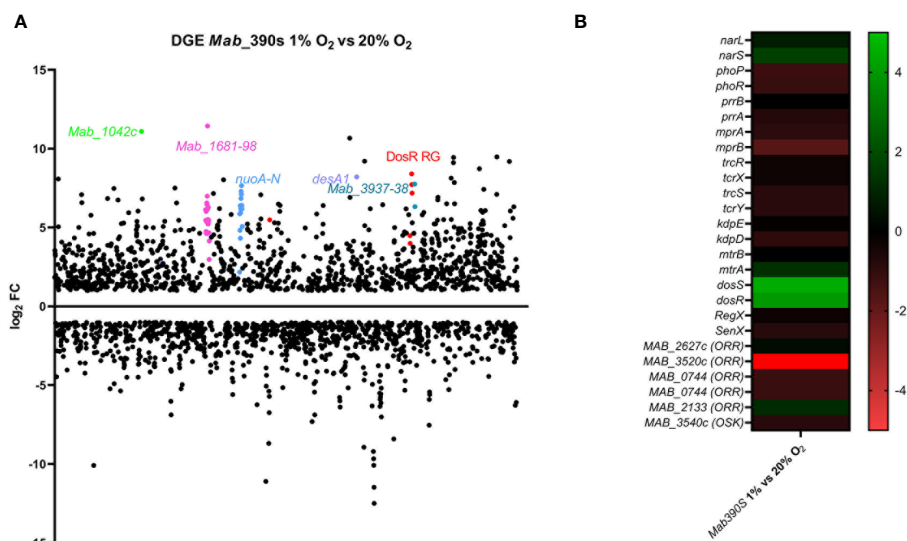 A
DGE Mab_390s 1% O2 vs 20% O2
15
10
5
0
-5
-10
-15
log2 FC
Mab_1042c
Mab_1681-98
nuoA-N
desA1
DosR RG
Mab_3937-38
B
narL
narS
phoP
phoR
prrB
prrA
mprA
mprB
trcR
tcrX
trcS
tcrY
kdpE
kdpD
mtrB
mtrA
dosS
dosR
RegX
SenX
MAB_2627c (ORR)
MAB_3520c (ORR)
MAB_0744 (ORR)
MAB_0744 (ORR)
MAB_2133 (ORR)
MAB_3540c (OSK)
Mab390S 1% vs 20% O2
4
2
0
-2
-4